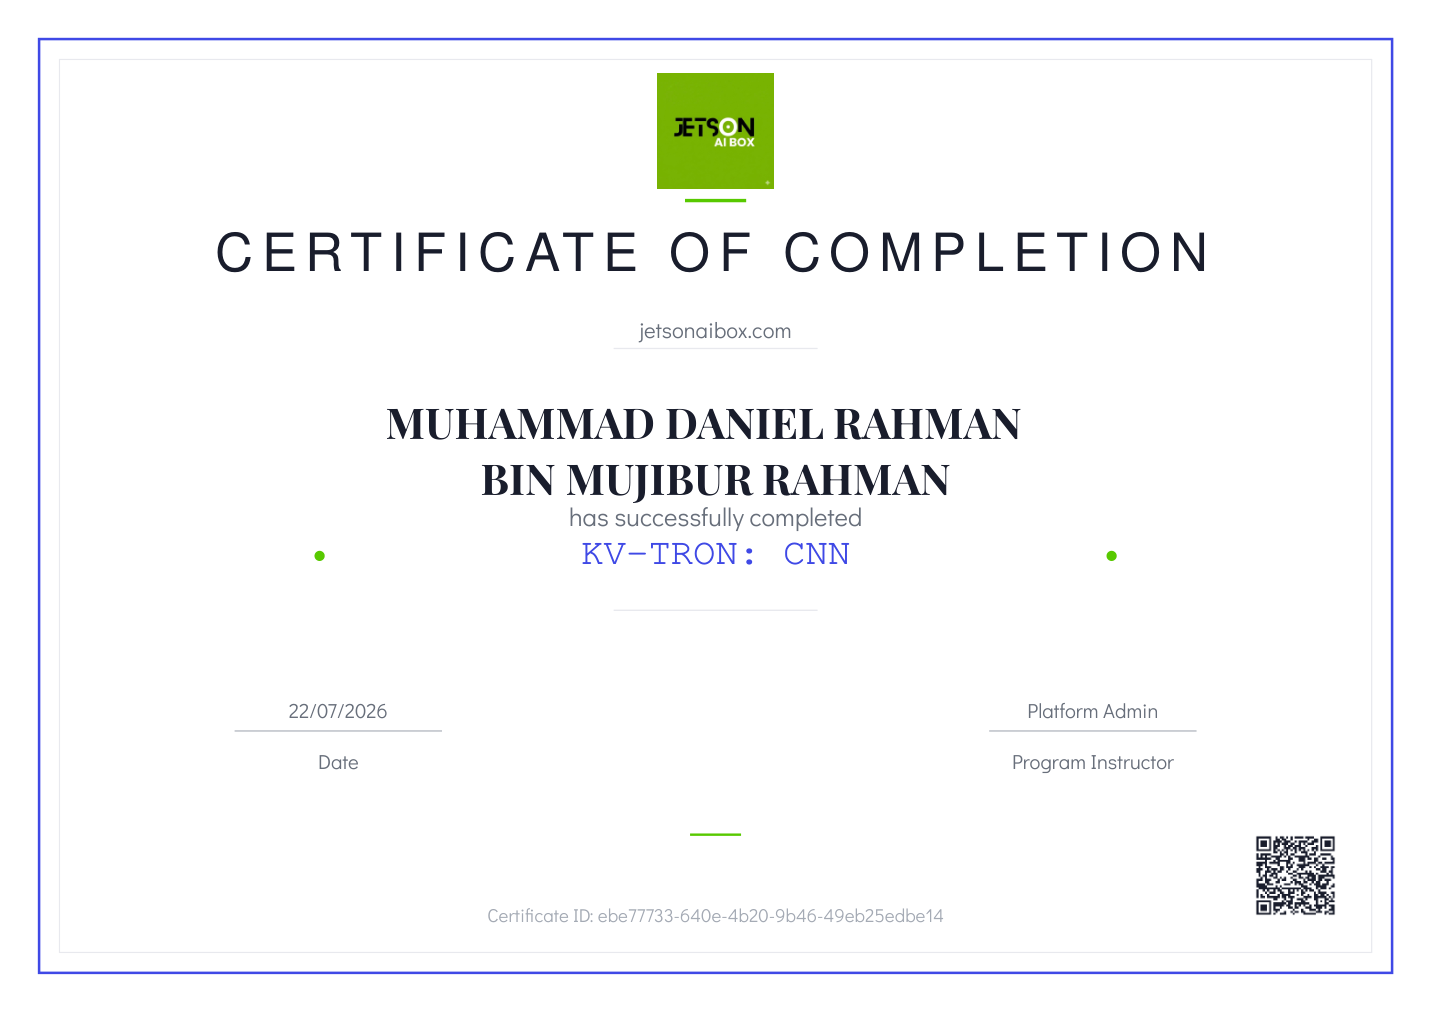 JETSON
AI BOX
CERTIFICATE OF COMPLETION
jetsonaibox.com
MUHAMMAD DANIEL RAHMAN
BIN MUJIBUR RAHMAN
has successfully completed
KV-TRON: CNN
22/07/2026
Date
Platform Admin
Program Instructor
Certificate ID: ebe77733-640e-4b20-9b46-49eb25edbe14